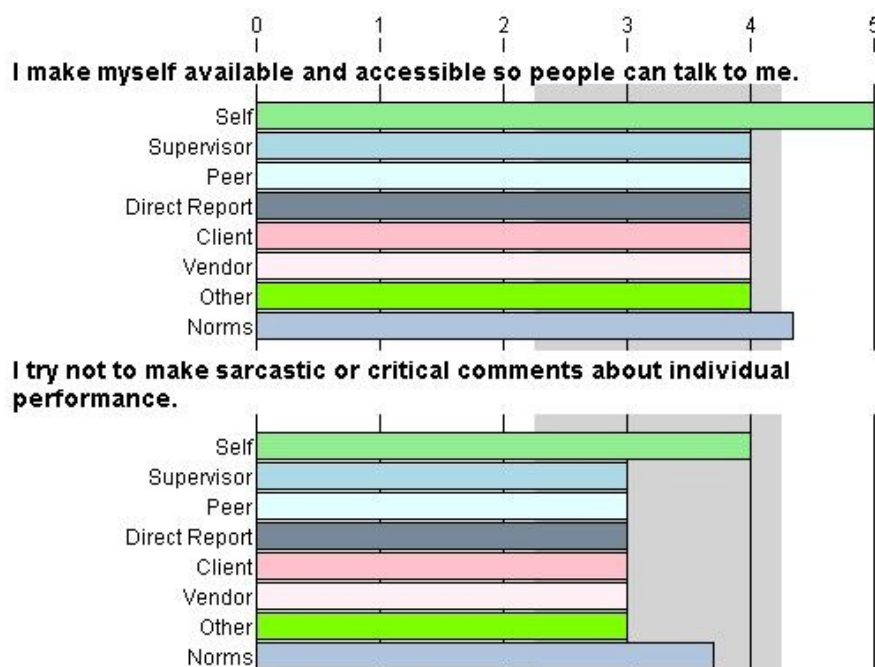 0 1 2 3 4 5
I make myself available and accessible so people can talk to me.
Self
Supervisor
Peer
Direct Report
Client
Vendor
Other
Norms
I try not to make sarcastic or critical comments about individual
performance.
Self
Supervisor
Peer
Direct Report
Client
Vendor
Other
Norms